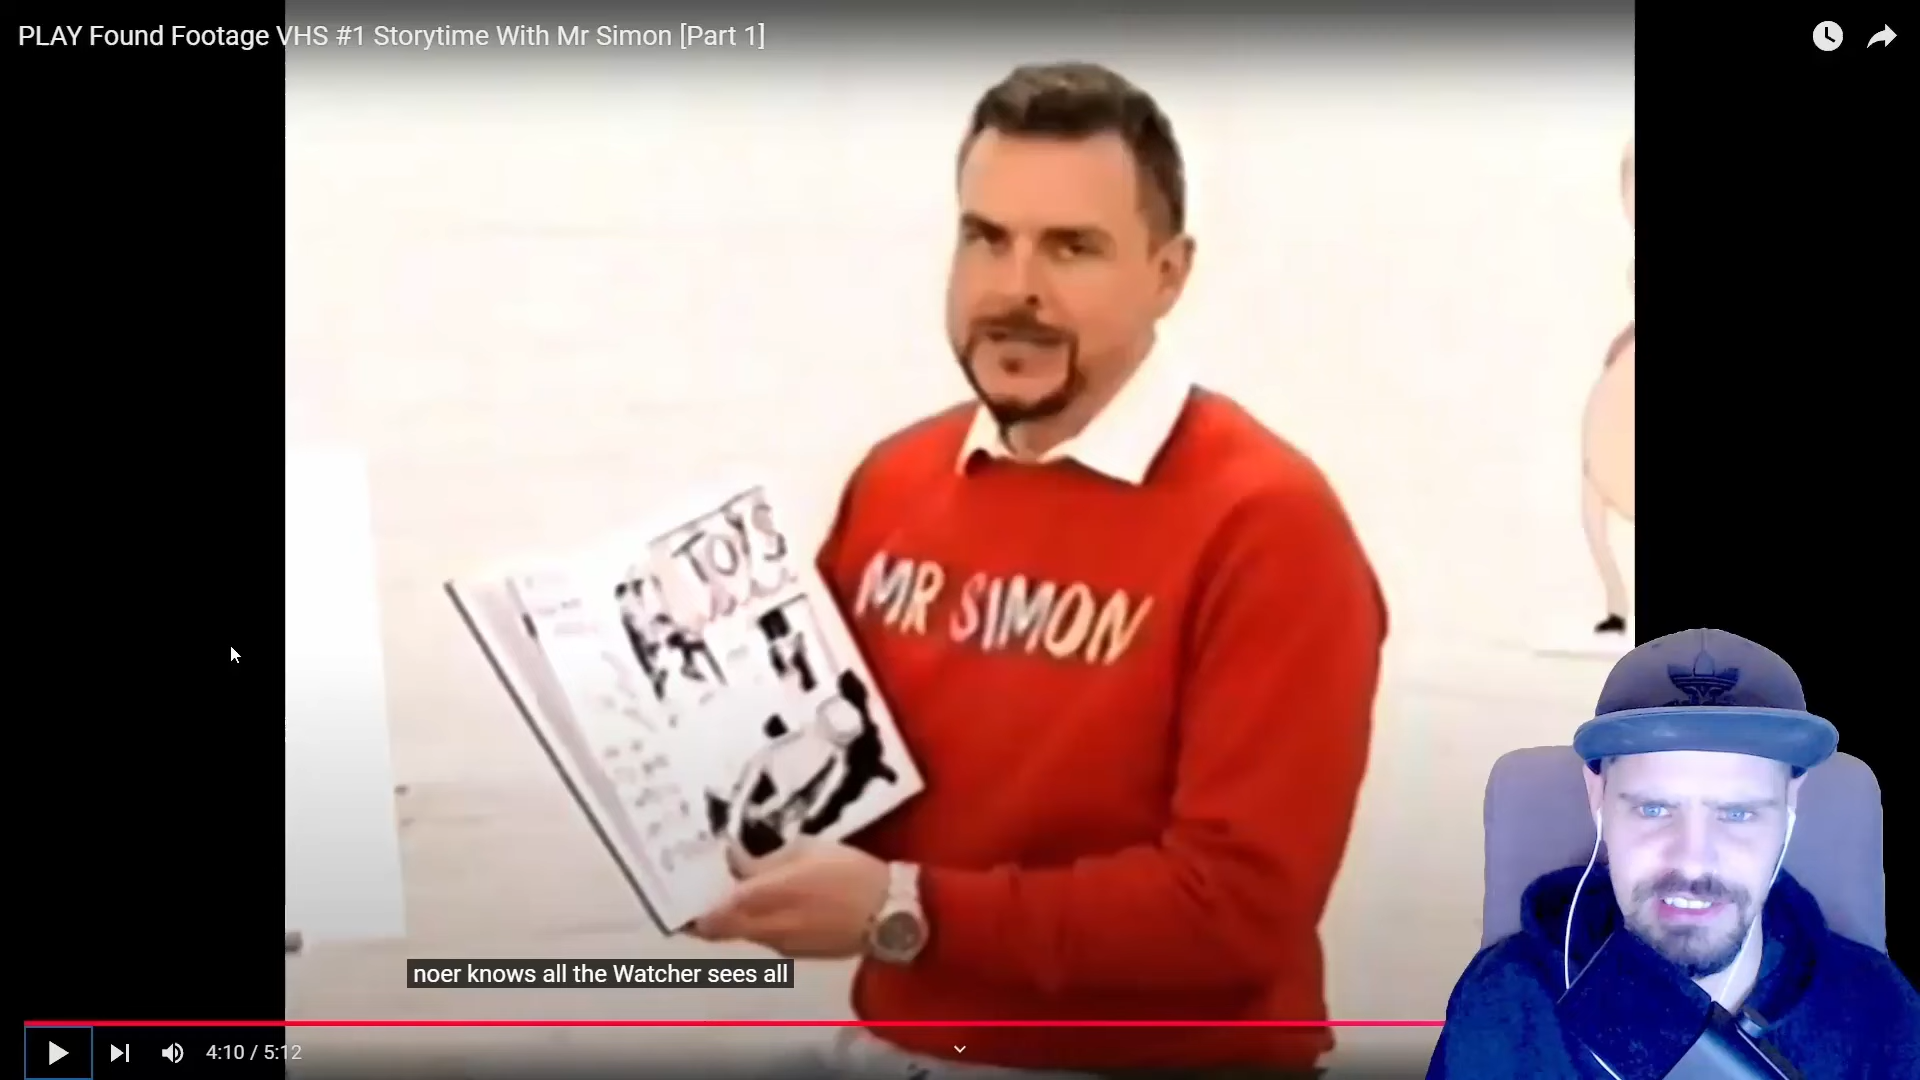 PLAY Found Footage VHS #1 Storytime With Mr Simon [Part 1]
TOYS
MR SIMON
noer knows all the Watcher sees all
4:10 / 5:12